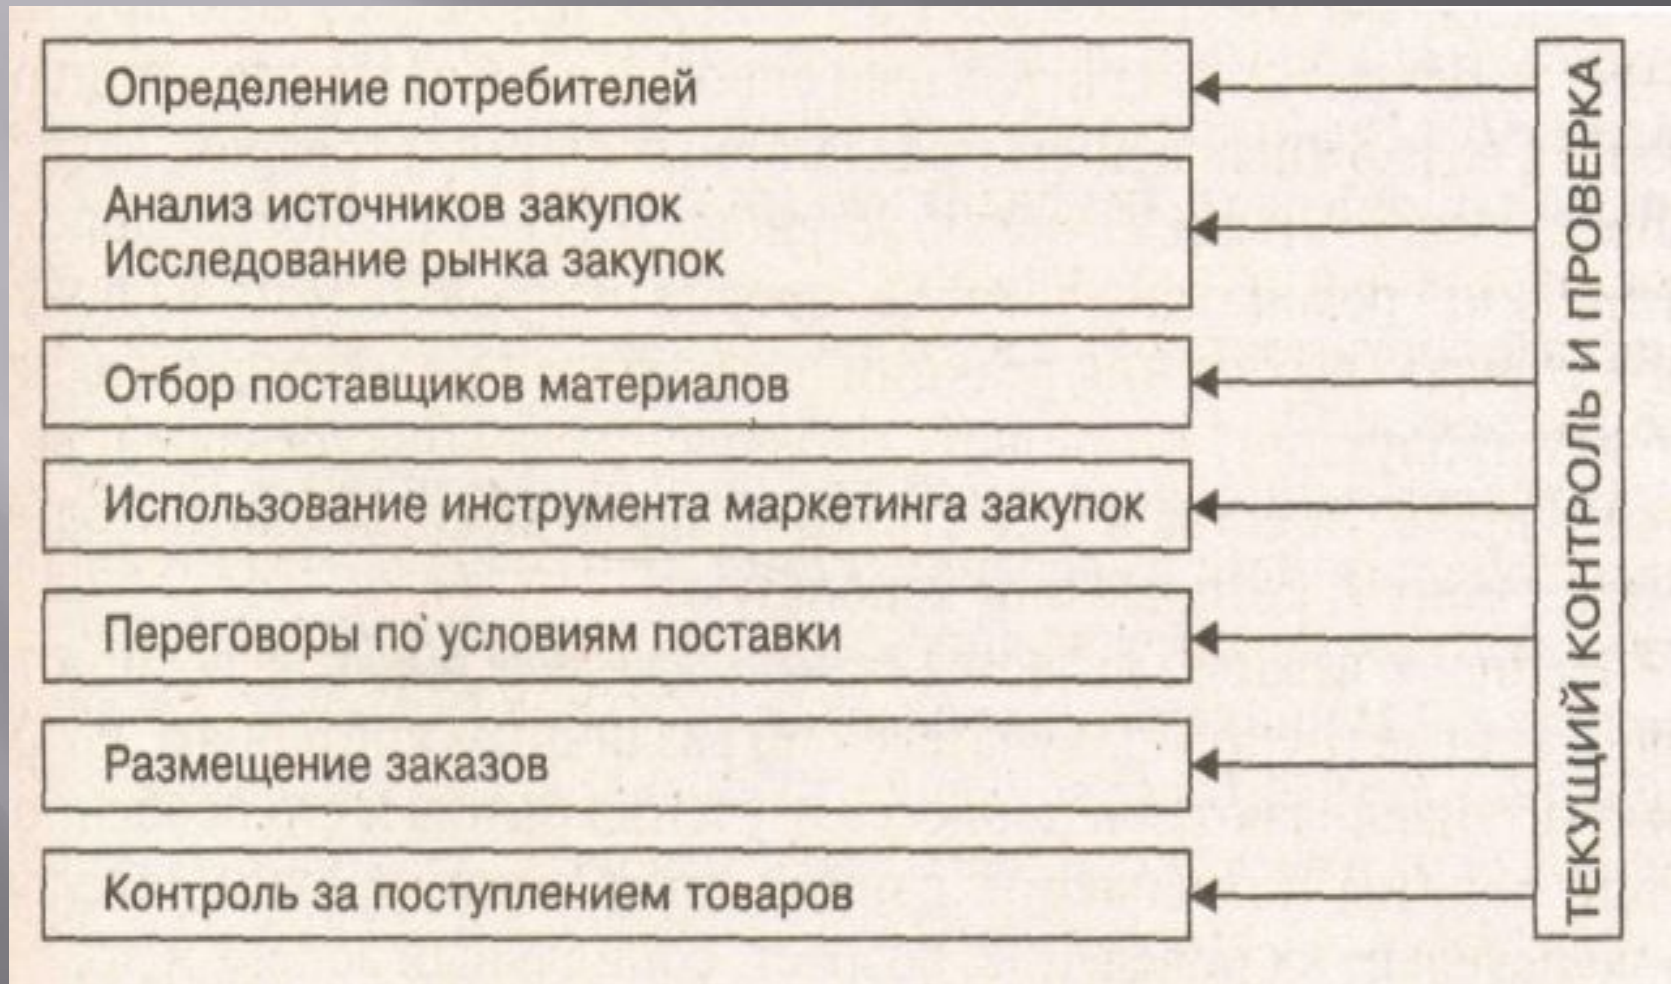 Определение потребителей
Анализ источников закупок
Исследование рынка закупок
Отбор поставщиков материалов
Использование инструмента маркетинга закупок
Переговоры по условиям поставки
Размещение заказов
Контроль за поступлением товаров
ТЕКУЩИЙ КОНТРОЛЬ И ПРОВЕРКА